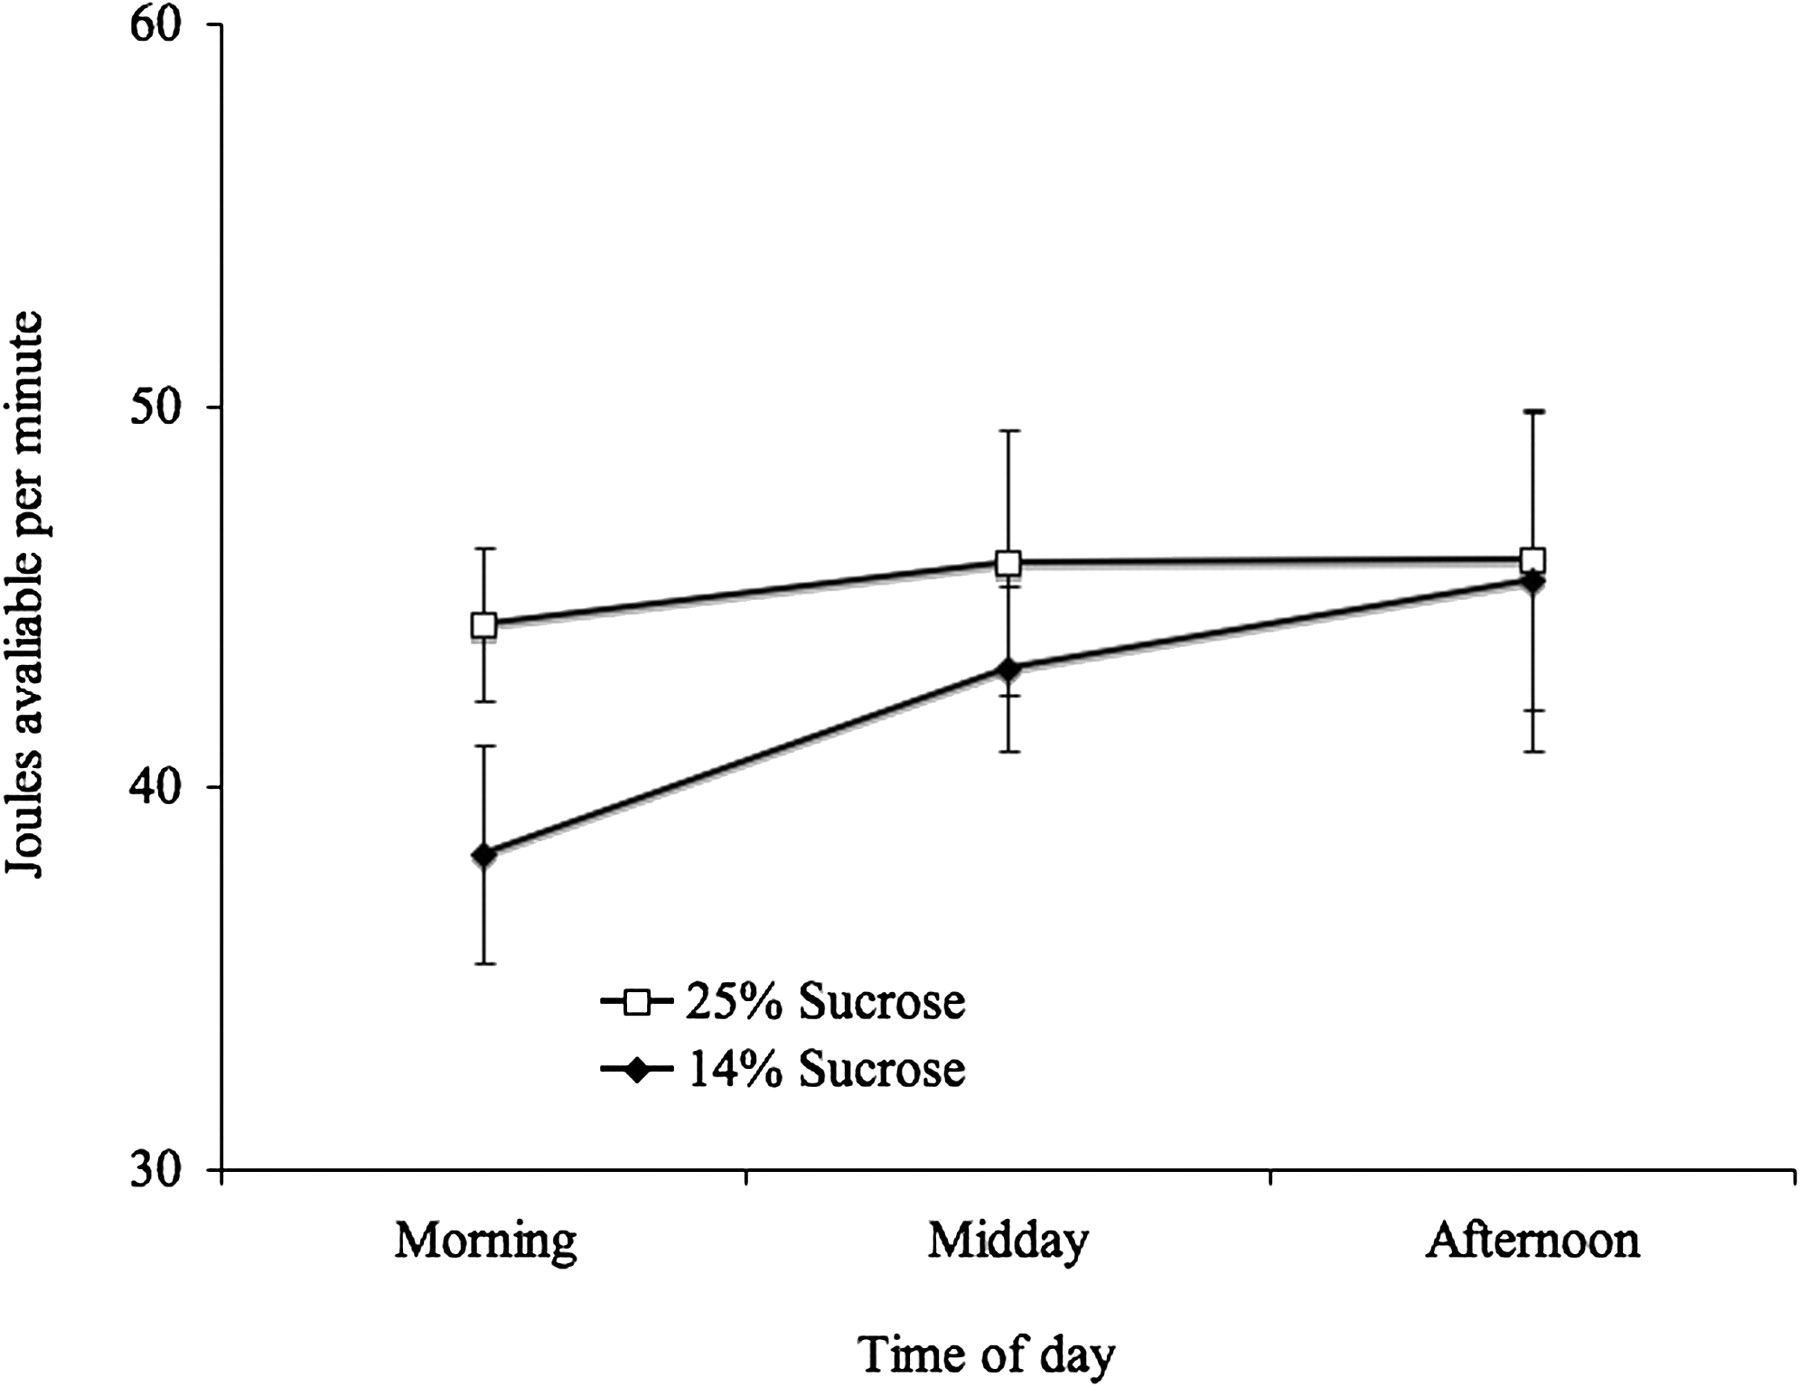 60
50
40
30
Joules avaliable per minute
25% Sucrose
14% Sucrose
Morning Midday Afternoon
Time of day